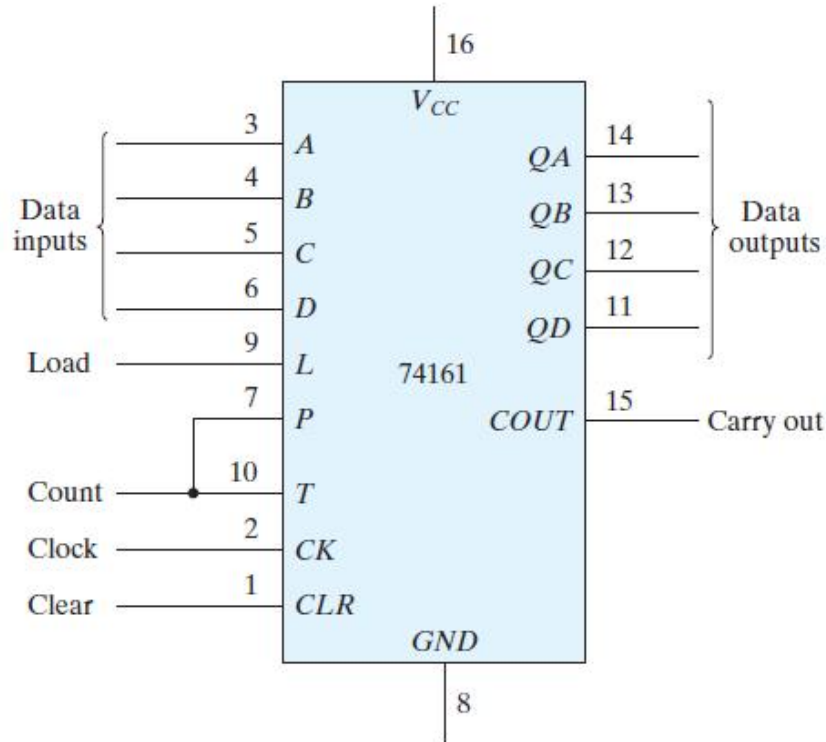 16
V_CC
3 A
4 B
Data inputs
5 C
6 D
Load 9 L
7 P
Count 10 T
Clock 2 CK
Clear 1 CLR
74161
QA 14
QB 13
Data outputs
QC 12
QD 11
COUT 15 Carry out
GND
8